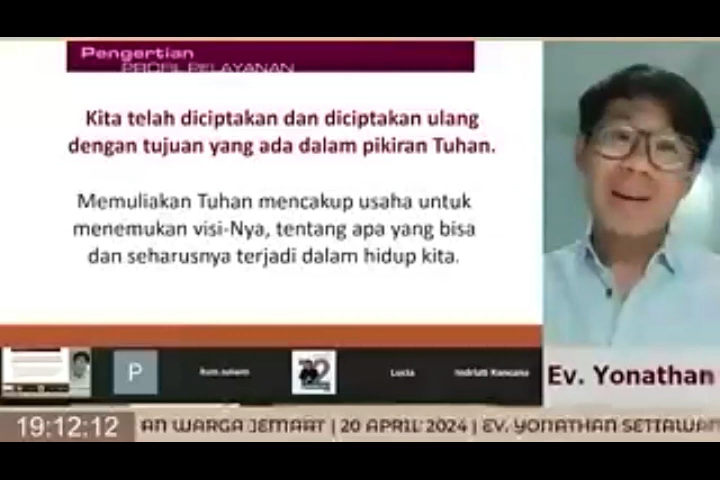 Pengertian
PROFIL PELAYANAN
Kita telah diciptakan dan diciptakan ulang
dengan tujuan yang ada dalam pikiran Tuhan.
Memuliakan Tuhan mencakup usaha untuk
menemukan visi-Nya, tentang apa yang bisa
dan seharusnya terjadi dalam hidup kita.
P
Lucia
Indriati Kencana
Ev. Yonathan
19:12:12
AN WARGA JEMAAT | 20 APRIL 2024 | EV. YONATHAN SETIAWAN